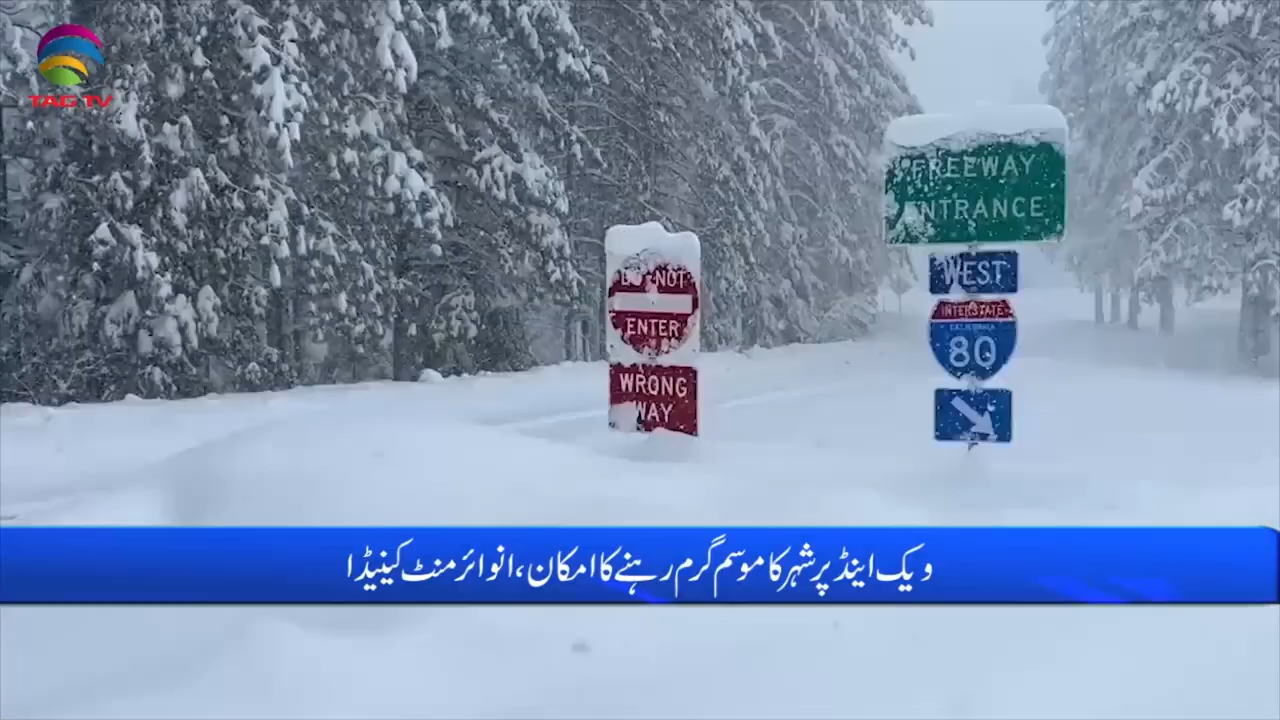 TAG TV
FREEWAY
ENTRANCE
WEST
INTERSTATE
CALIFORNIA
80
DO NOT
ENTER
WRONG
WAY
ویک اینڈ پر شہر کا موسم گرم رہنے کا امکان، انوائرمنٹ کینیڈا